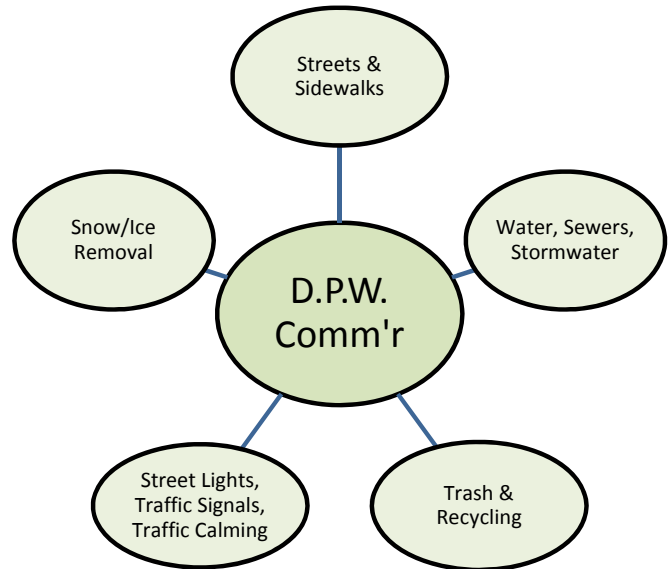 Streets &
Sidewalks
Snow/Ice
Removal
Water, Sewers,
Stormwater
D.P.W.
Comm'r
Street Lights,
Traffic Signals,
Traffic Calming
Trash &
Recycling